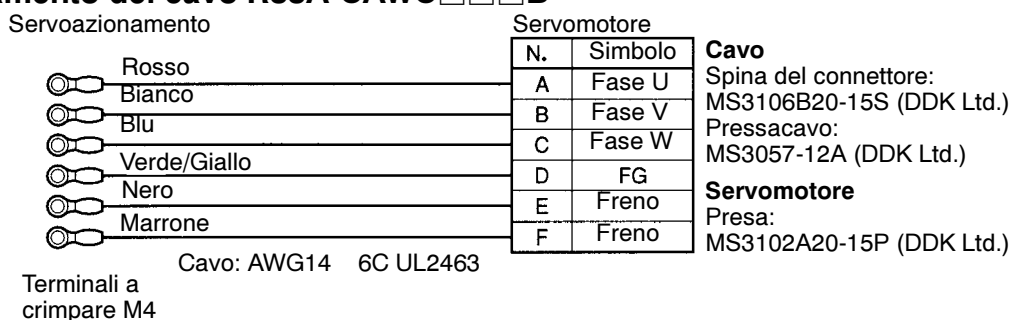 Servoazionamento
Servomotore
N. Simbolo
Rosso A Fase U
Bianco B Fase V
Blu C Fase W
Verde/Giallo D FG
Nero E Freno
Marrone F Freno
Cavo: AWG14 6C UL2463
Terminali a
crimpare M4
Cavo
Spina del connettore:
MS3106B20-15S (DDK Ltd.)
Pressacavo:
MS3057-12A (DDK Ltd.)
Servomotore
Presa:
MS3102A20-15P (DDK Ltd.)